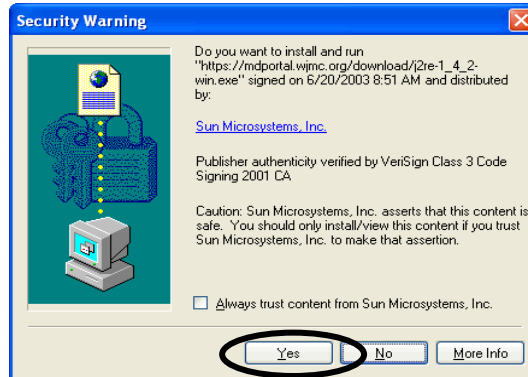 Security Warning
Do you want to install and run
"https://mdportal.wjmc.org/download/j2re-1_4_2-
win.exe" signed on 6/20/2003 8:51 AM and distributed
by:
Sun Microsystems, Inc.
Publisher authenticity verified by VeriSign Class 3 Code
Signing 2001 CA
Caution: Sun Microsystems, Inc. asserts that this content is
safe. You should only install/view this content if you trust
Sun Microsystems, Inc. to make that assertion.
Always trust content from Sun Microsystems, Inc.
Yes No More Info